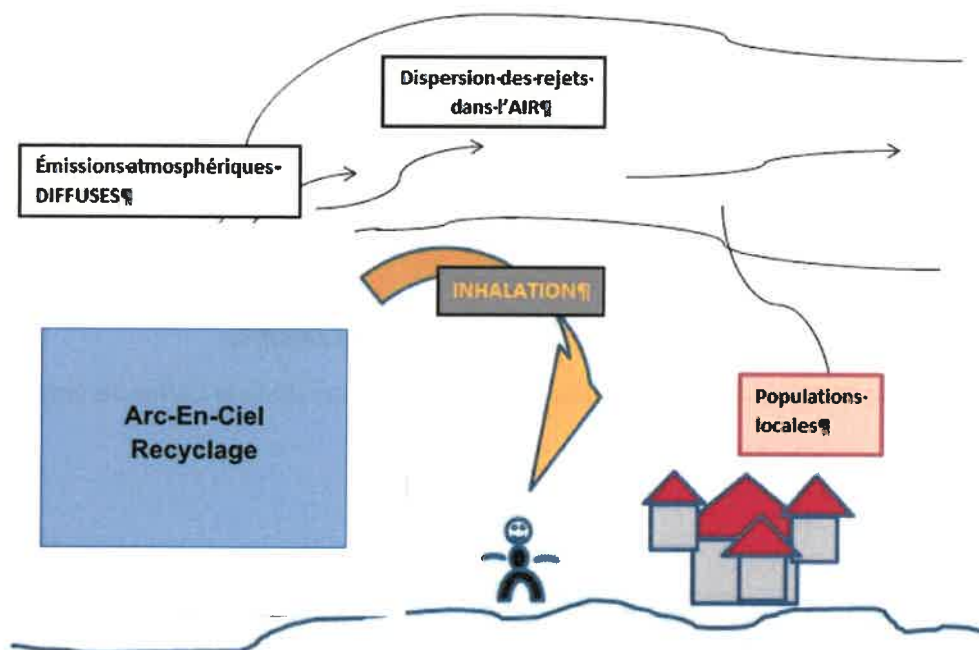 Dispersion·des·rejets·
dans·l'AIR¶
Émissions·atmosphériques·
DIFFUSES¶
INHALATION¶
Arc-En-Ciel
Recyclage
Populations·
locales¶